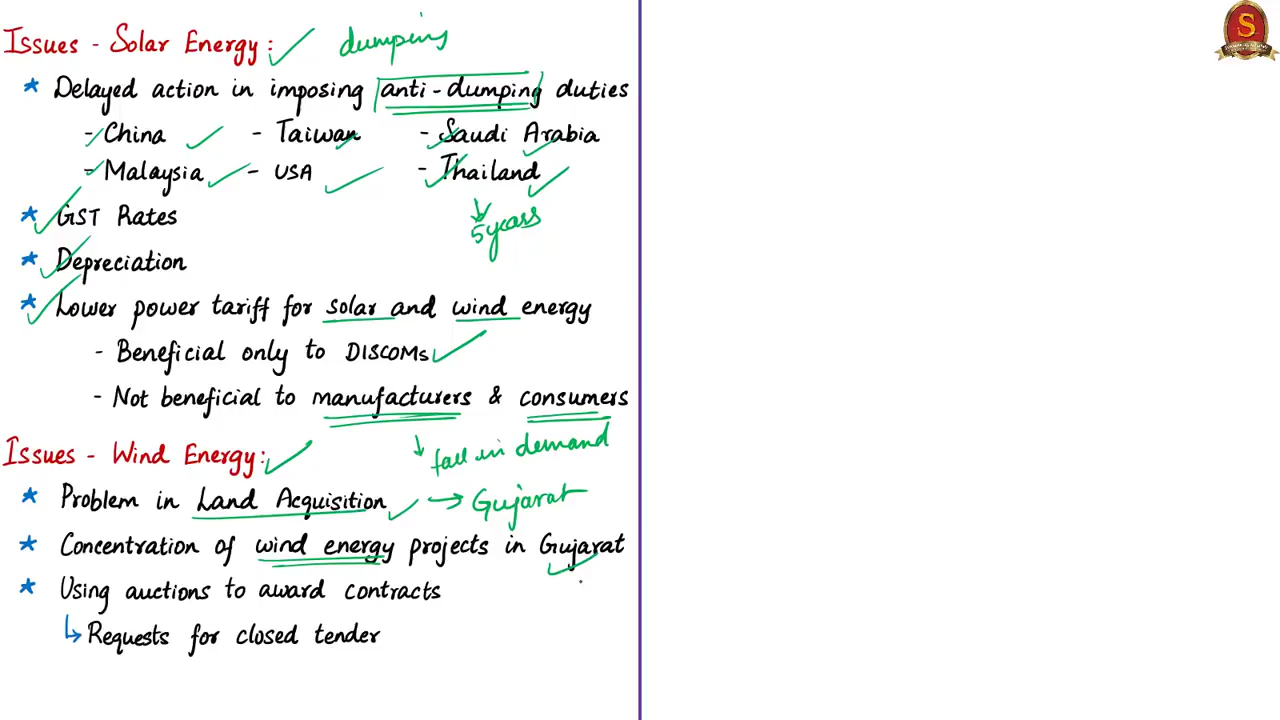 Issues - Solar Energy: dumping
* Delayed action in imposing anti-dumping duties
- China - Taiwan - Saudi Arabia
- Malaysia - USA - Thailand
5 years
* GST Rates
* Depreciation
* Lower power tariff for solar and wind energy
- Beneficial only to DISCOMs
- Not beneficial to manufacturers & consumers
↓ fall in demand
Issues - Wind Energy:
* Problem in Land Acquisition → Gujarat
* Concentration of wind energy projects in Gujarat
* Using auctions to award contracts
↳ Requests for closed tender
S